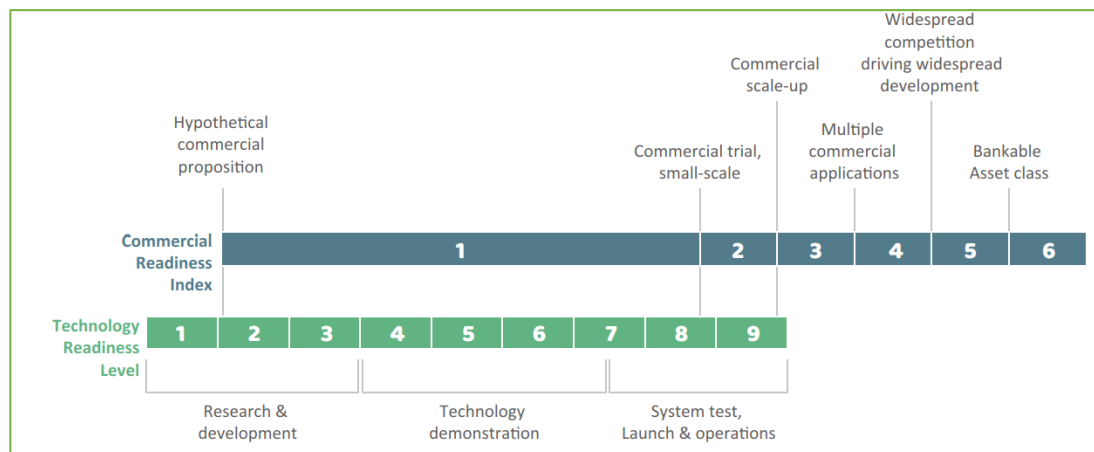 Widespread
competition
driving widespread
development
Commercial
scale-up
Hypothetical
commercial
proposition
Commercial trial,
small-scale
Multiple
commercial
applications
Bankable
Asset class
Commercial
Readiness
Index
1 2 3 4 5 6
Technology
Readiness
Level
1 2 3 4 5 6 7 8 9
Research &
development
Technology
demonstration
System test,
Launch & operations